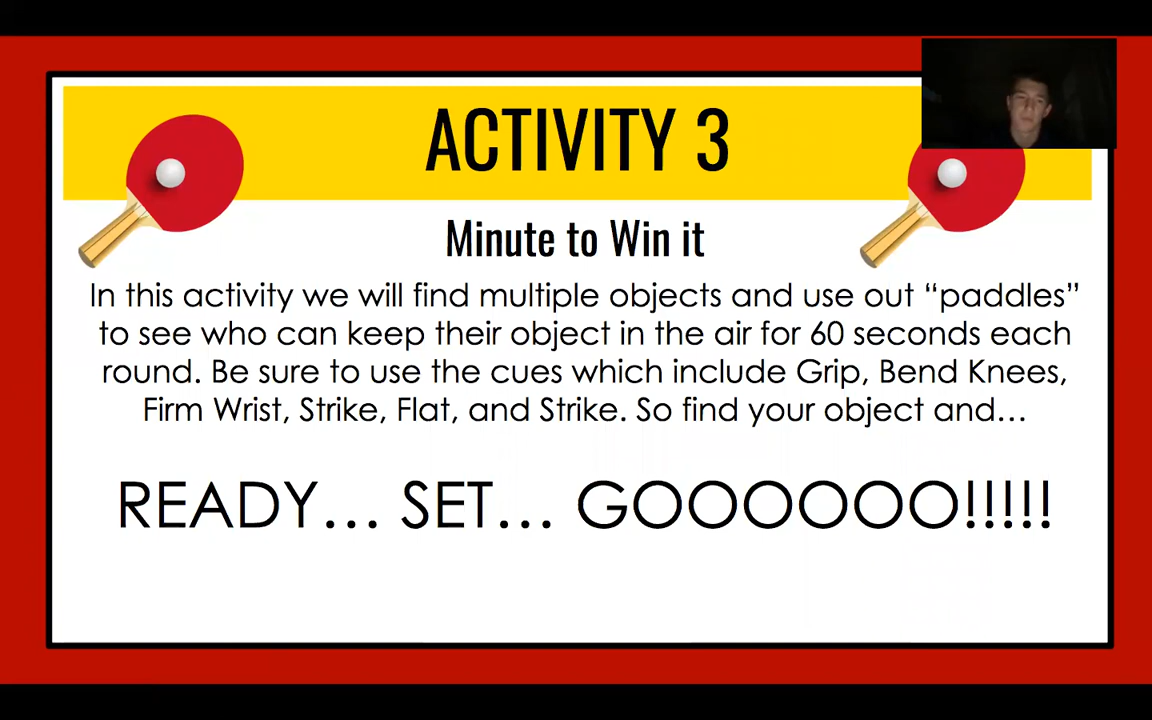 ACTIVITY 3
Minute to Win it
In this activity we will find multiple objects and use out “paddles”
to see who can keep their object in the air for 60 seconds each
round. Be sure to use the cues which include Grip, Bend Knees,
Firm Wrist, Strike, Flat, and Strike. So find your object and…
READY… SET… GOOOOOOO!!!!!